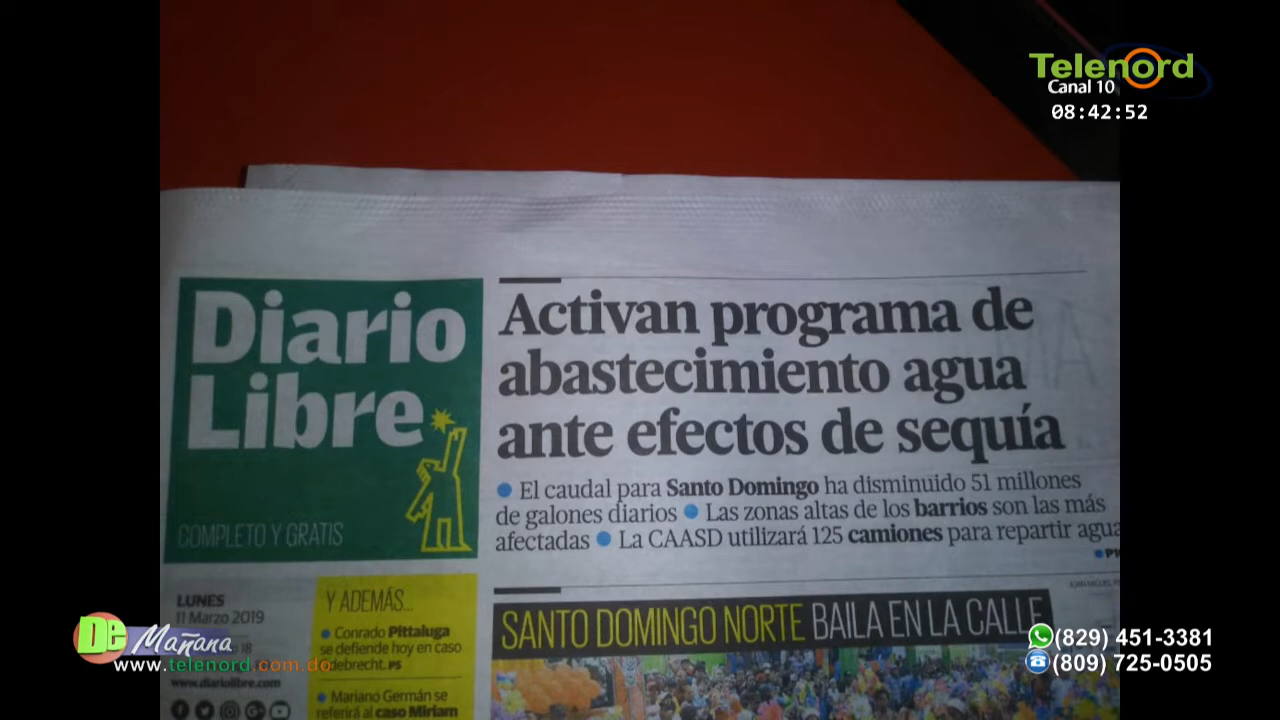 Telenord
Canal 10
08:42:52
Diario
Libre
COMPLETO Y GRATIS
Activan programa de
abastecimiento agua
ante efectos de sequía
● El caudal para Santo Domingo ha disminuido 51 millones
de galones diarios ● Las zonas altas de los barrios son las más
afectadas ● La CAASD utilizará 125 camiones para repartir agua
LUNES
11 Marzo 2019
www.diariolibre.com
Y ADEMÁS...
● Conrado Pittaluga
se defiende hoy en caso
debrecht. P5
● Mariano Germán se
referirá al caso Miriam
SANTO DOMINGO NORTE BAILA EN LA CALLE
De Mañana
www.telenord.com.do
(829) 451-3381
(809) 725-0505